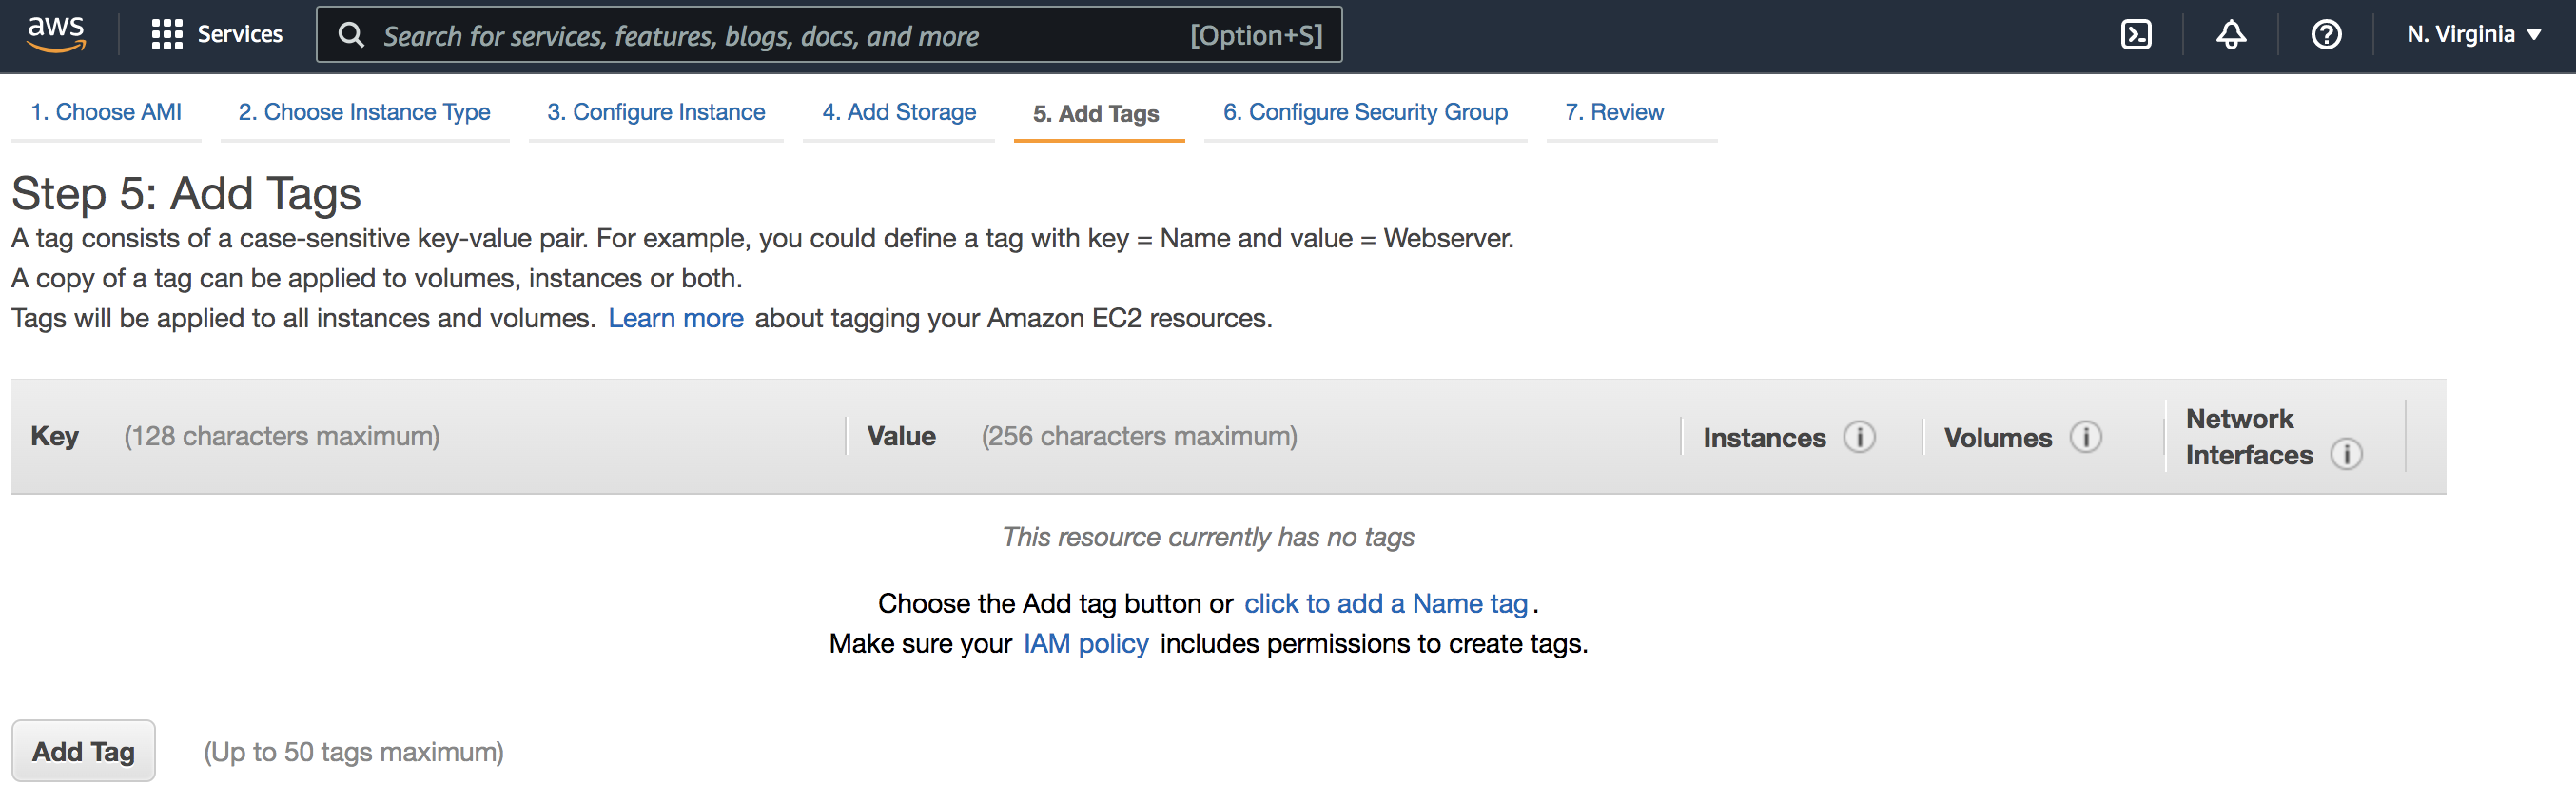 aws Services Search for services, features, blogs, docs, and more [Option+S] N. Virginia
1. Choose AMI 2. Choose Instance Type 3. Configure Instance 4. Add Storage 5. Add Tags 6. Configure Security Group 7. Review
Step 5: Add Tags
A tag consists of a case-sensitive key-value pair. For example, you could define a tag with key = Name and value = Webserver.
A copy of a tag can be applied to volumes, instances or both.
Tags will be applied to all instances and volumes. Learn more about tagging your Amazon EC2 resources.
Key (128 characters maximum) Value (256 characters maximum) Instances i Volumes i Network Interfaces i
This resource currently has no tags
Choose the Add tag button or click to add a Name tag.
Make sure your IAM policy includes permissions to create tags.
Add Tag (Up to 50 tags maximum)